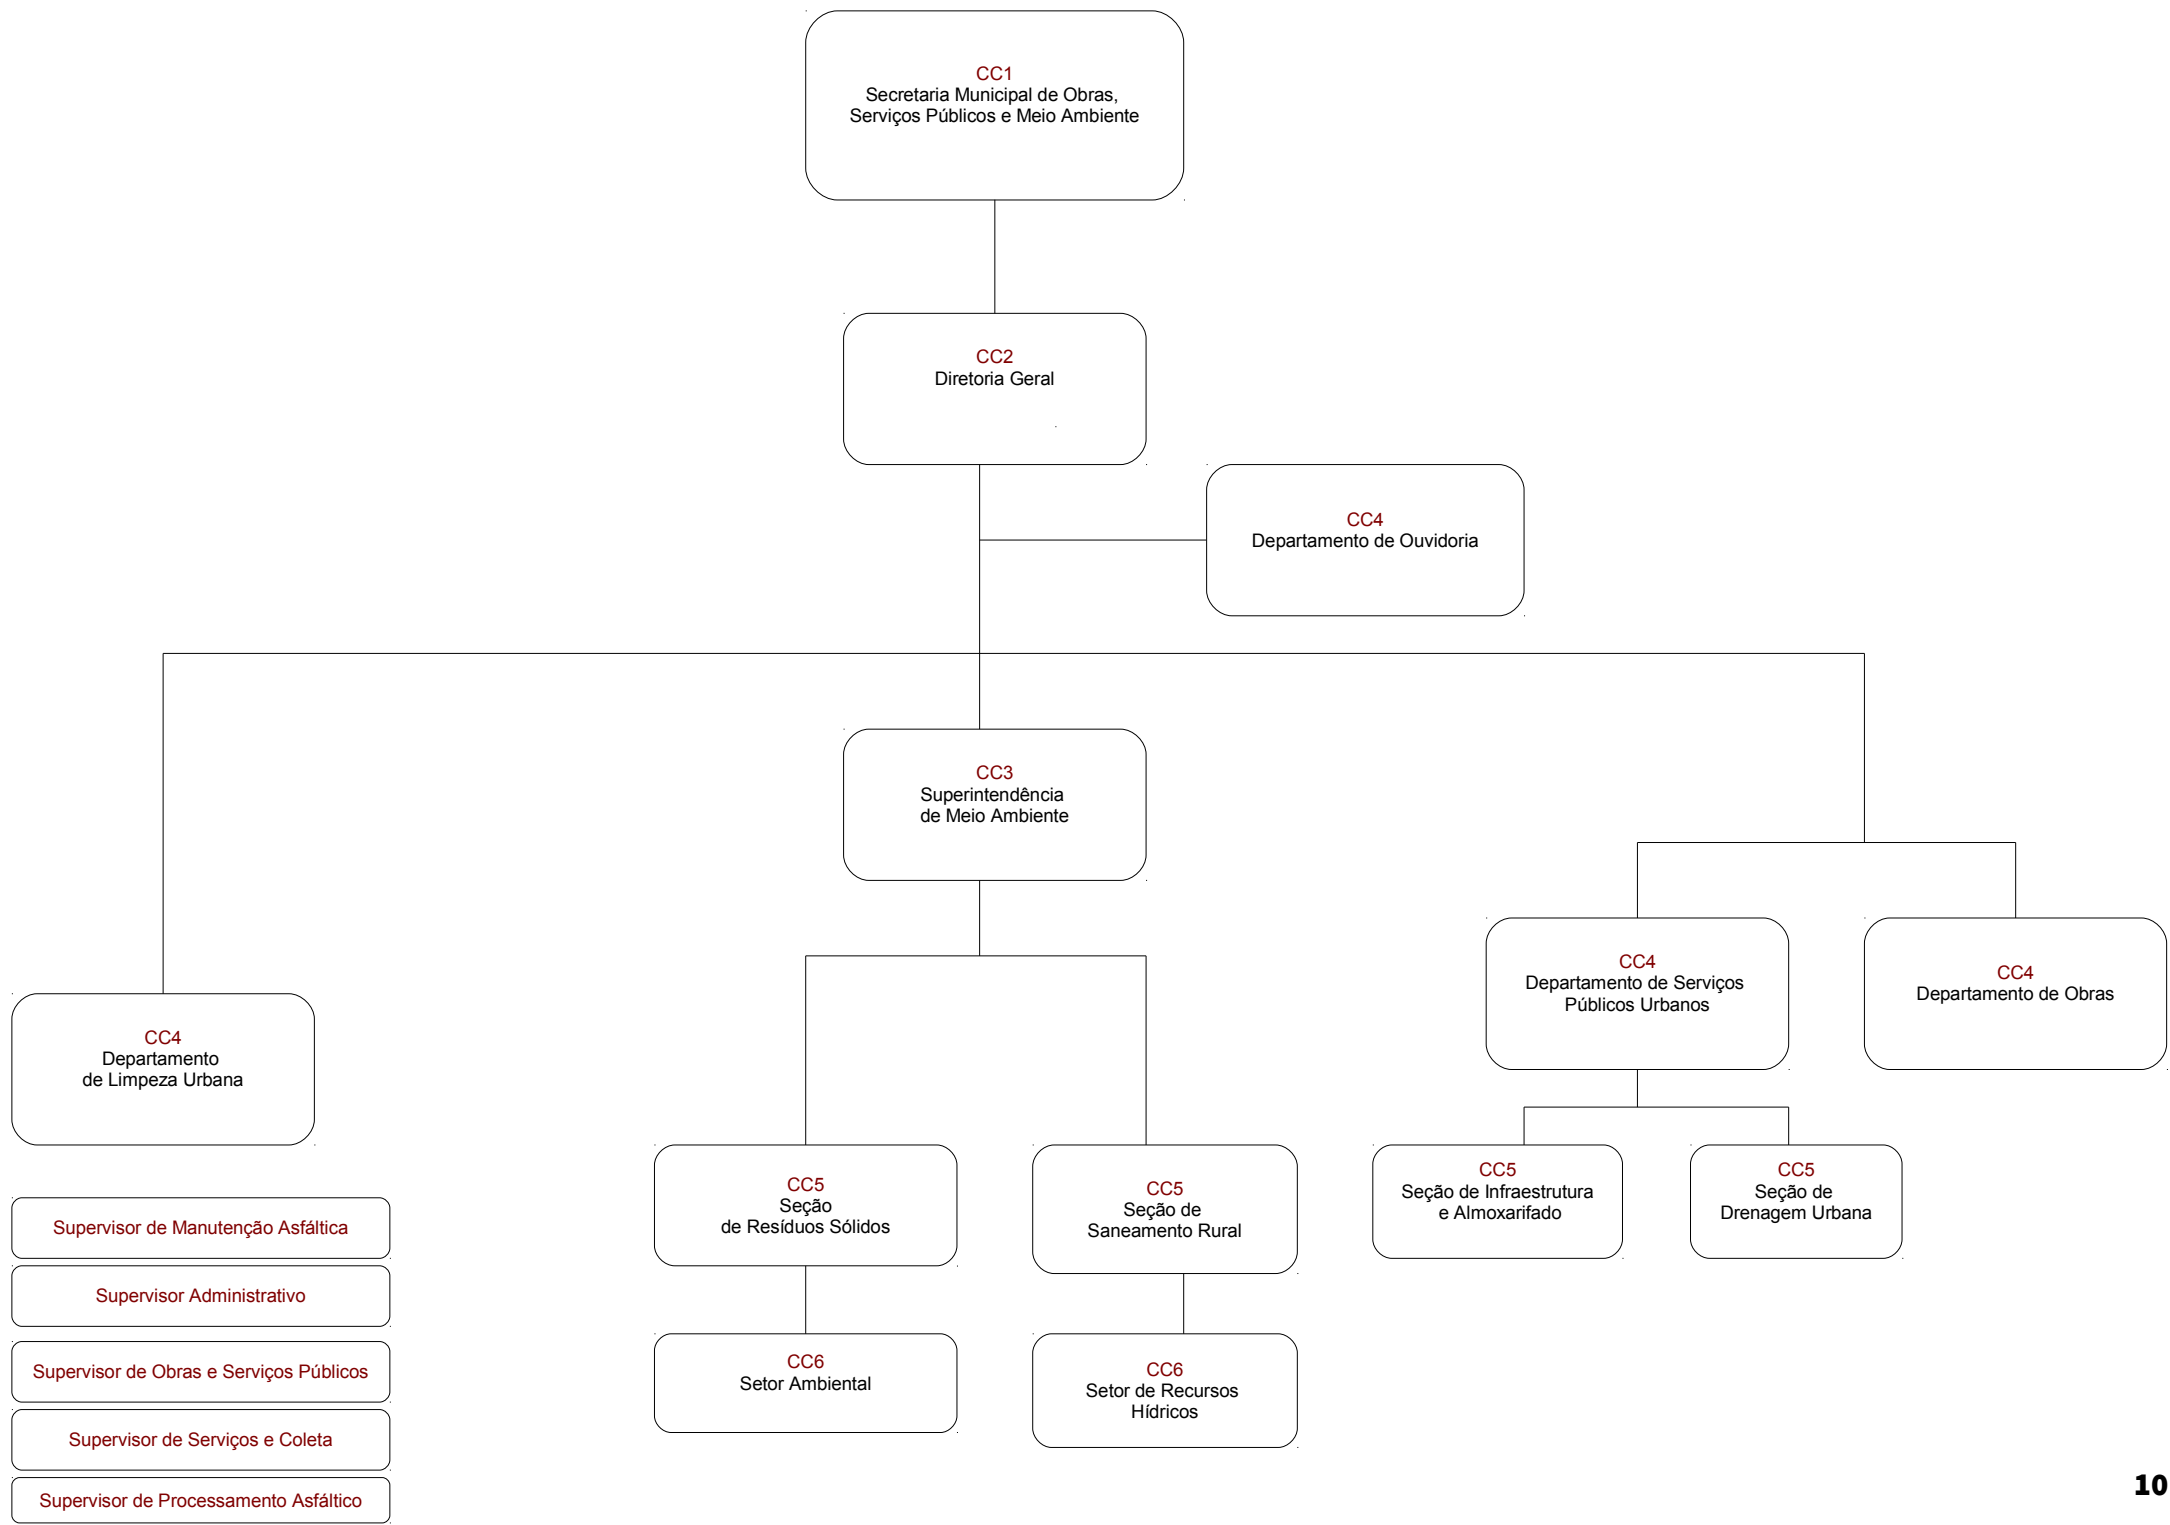 CC1
Secretaria Municipal de Obras,
Serviços Públicos e Meio Ambiente
CC2
Diretoria Geral
CC4
Departamento de Ouvidoria
CC3
Superintendência
de Meio Ambiente
CC4
Departamento de Serviços
Públicos Urbanos
CC4
Departamento de Obras
CC4
Departamento
de Limpeza Urbana
CC5
Seção
de Resíduos Sólidos
CC5
Seção de
Saneamento Rural
CC5
Seção de Infraestrutura
e Almoxarifado
CC5
Seção de
Drenagem Urbana
CC6
Setor Ambiental
CC6
Setor de Recursos
Hídricos
Supervisor de Manutenção Asfáltica
Supervisor Administrativo
Supervisor de Obras e Serviços Públicos
Supervisor de Serviços e Coleta
Supervisor de Processamento Asfáltico
10